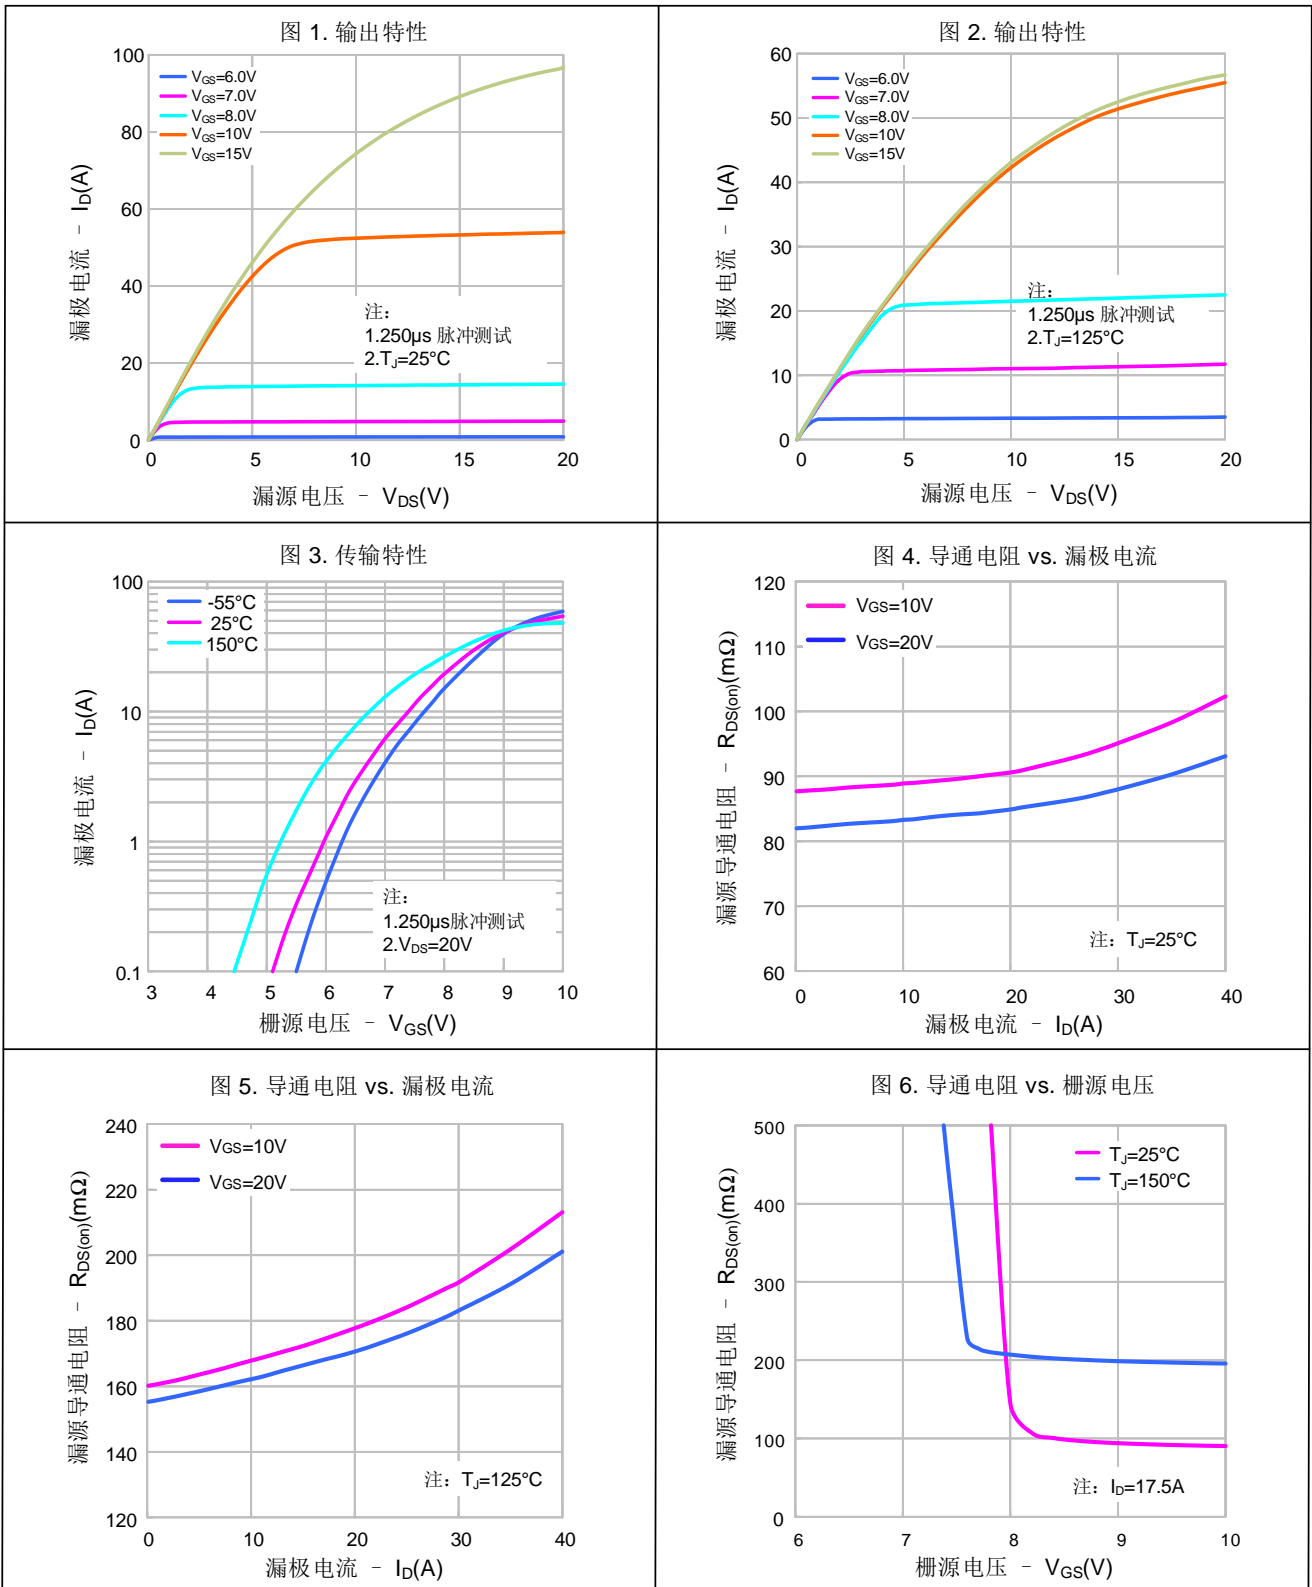 图 1. 输出特性
漏极电流 - ID(A)
100
80
60
40
20
0
VGS=6.0V
VGS=7.0V
VGS=8.0V
VGS=10V
VGS=15V
注：
1.250µs 脉冲测试
2.TJ=25°C
0 5 10 15 20
漏源电压 - VDS(V)
图 2. 输出特性
漏极电流 - ID(A)
60
50
40
30
20
10
0
VGS=6.0V
VGS=7.0V
VGS=8.0V
VGS=10V
VGS=15V
注：
1.250µs 脉冲测试
2.TJ=125°C
0 5 10 15 20
漏源电压 - VDS(V)
图 3. 传输特性
漏极电流 - ID(A)
100
10
1
0.1
-55°C
25°C
150°C
注：
1.250µs脉冲测试
2.VDS=20V
3 4 5 6 7 8 9 10
栅源电压 - VGS(V)
图 4. 导通电阻 vs. 漏极电流
漏源导通电阻 - RDS(on)(mΩ)
120
110
100
90
80
70
60
VGS=10V
VGS=20V
注：TJ=25°C
0 10 20 30 40
漏极电流 - ID(A)
图 5. 导通电阻 vs. 漏极电流
漏源导通电阻 - RDS(on)(mΩ)
240
220
200
180
160
140
120
VGS=10V
VGS=20V
注：TJ=125°C
0 10 20 30 40
漏极电流 - ID(A)
图 6. 导通电阻 vs. 栅源电压
漏源导通电阻 - RDS(on)(mΩ)
500
400
300
200
100
0
TJ=25°C
TJ=150°C
注：ID=17.5A
6 7 8 9 10
栅源电压 - VGS(V)